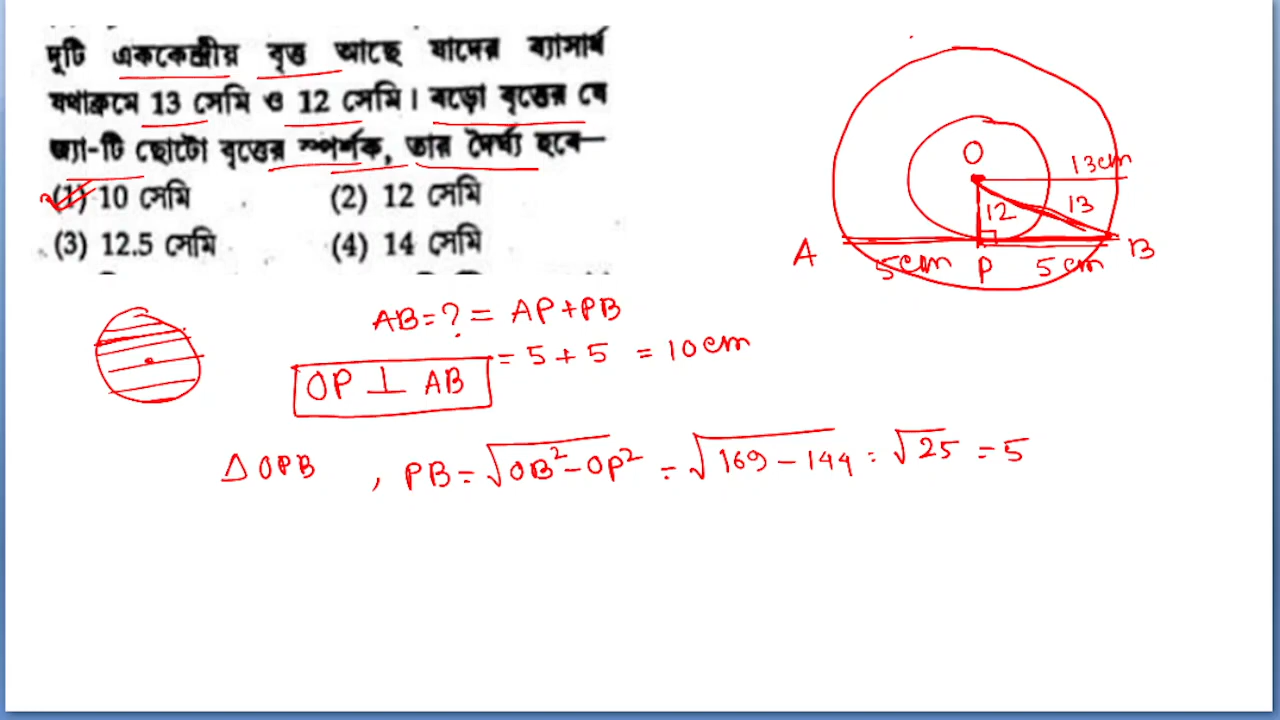 দুটি এককেন্দ্রীয় বৃত্ত আছে যাদের ব্যাসার্ধ
যথাক্রমে 13 সেমি ও 12 সেমি। বড়ো বৃত্তের যে
জ্যা-টি ছোটো বৃত্তের স্পর্শক, তার দৈর্ঘ্য হবে—
(1) 10 সেমি (2) 12 সেমি
(3) 12.5 সেমি (4) 14 সেমি
O
13cm
12 13
A 5cm P 5cm B
AB=? = AP+PB
= 5 + 5 = 10cm
OP ⊥ AB
△ OPB , PB = √OB²-OP² = √169-144 = √25 = 5